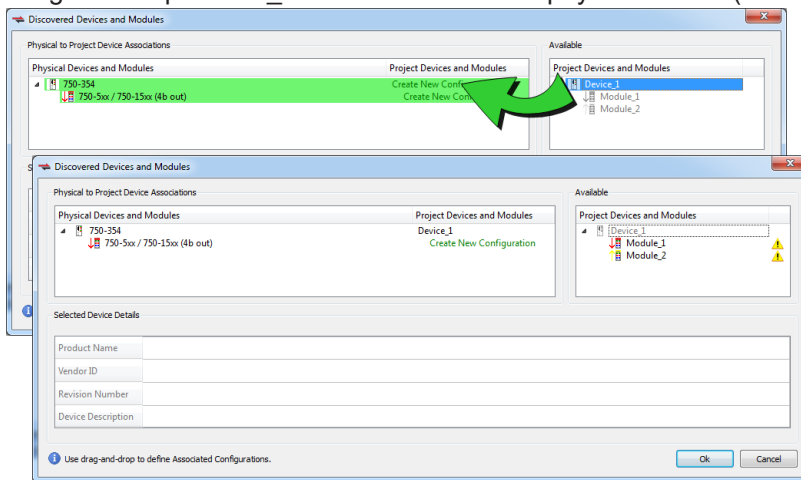 Discovered Devices and Modules
Physical to Project Device Associations
Available
Physical Devices and Modules
Project Devices and Modules
Project Devices and Modules
750-354
Create New
Device_1
750-5xx / 750-15xx (4b out)
Create New
Module_1
Module_2
Discovered Devices and Modules
Physical to Project Device Associations
Available
Physical Devices and Modules
Project Devices and Modules
Project Devices and Modules
750-354
Device_1
Device_1
750-5xx / 750-15xx (4b out)
Create New Configuration
Module_1
Module_2
Selected Device Details
Product Name
Vendor ID
Revision Number
Device Description
Use drag-and-drop to define Associated Configurations.
Ok
Cancel